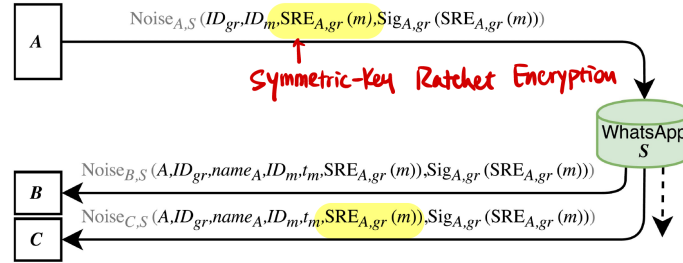 A
Noise_{A,S} (ID_{gr},ID_m,SRE_{A,gr} (m),Sig_{A,gr} (SRE_{A,gr} (m)))
Symmetric-Key Ratchet Encryption
WhatsApp
S
Noise_{B,S} (A,ID_{gr},name_A,ID_m,t_m,SRE_{A,gr} (m)),Sig_{A,gr} (SRE_{A,gr} (m)))
B
Noise_{C,S} (A,ID_{gr},name_A,ID_m,t_m,SRE_{A,gr} (m)),Sig_{A,gr} (SRE_{A,gr} (m)))
C